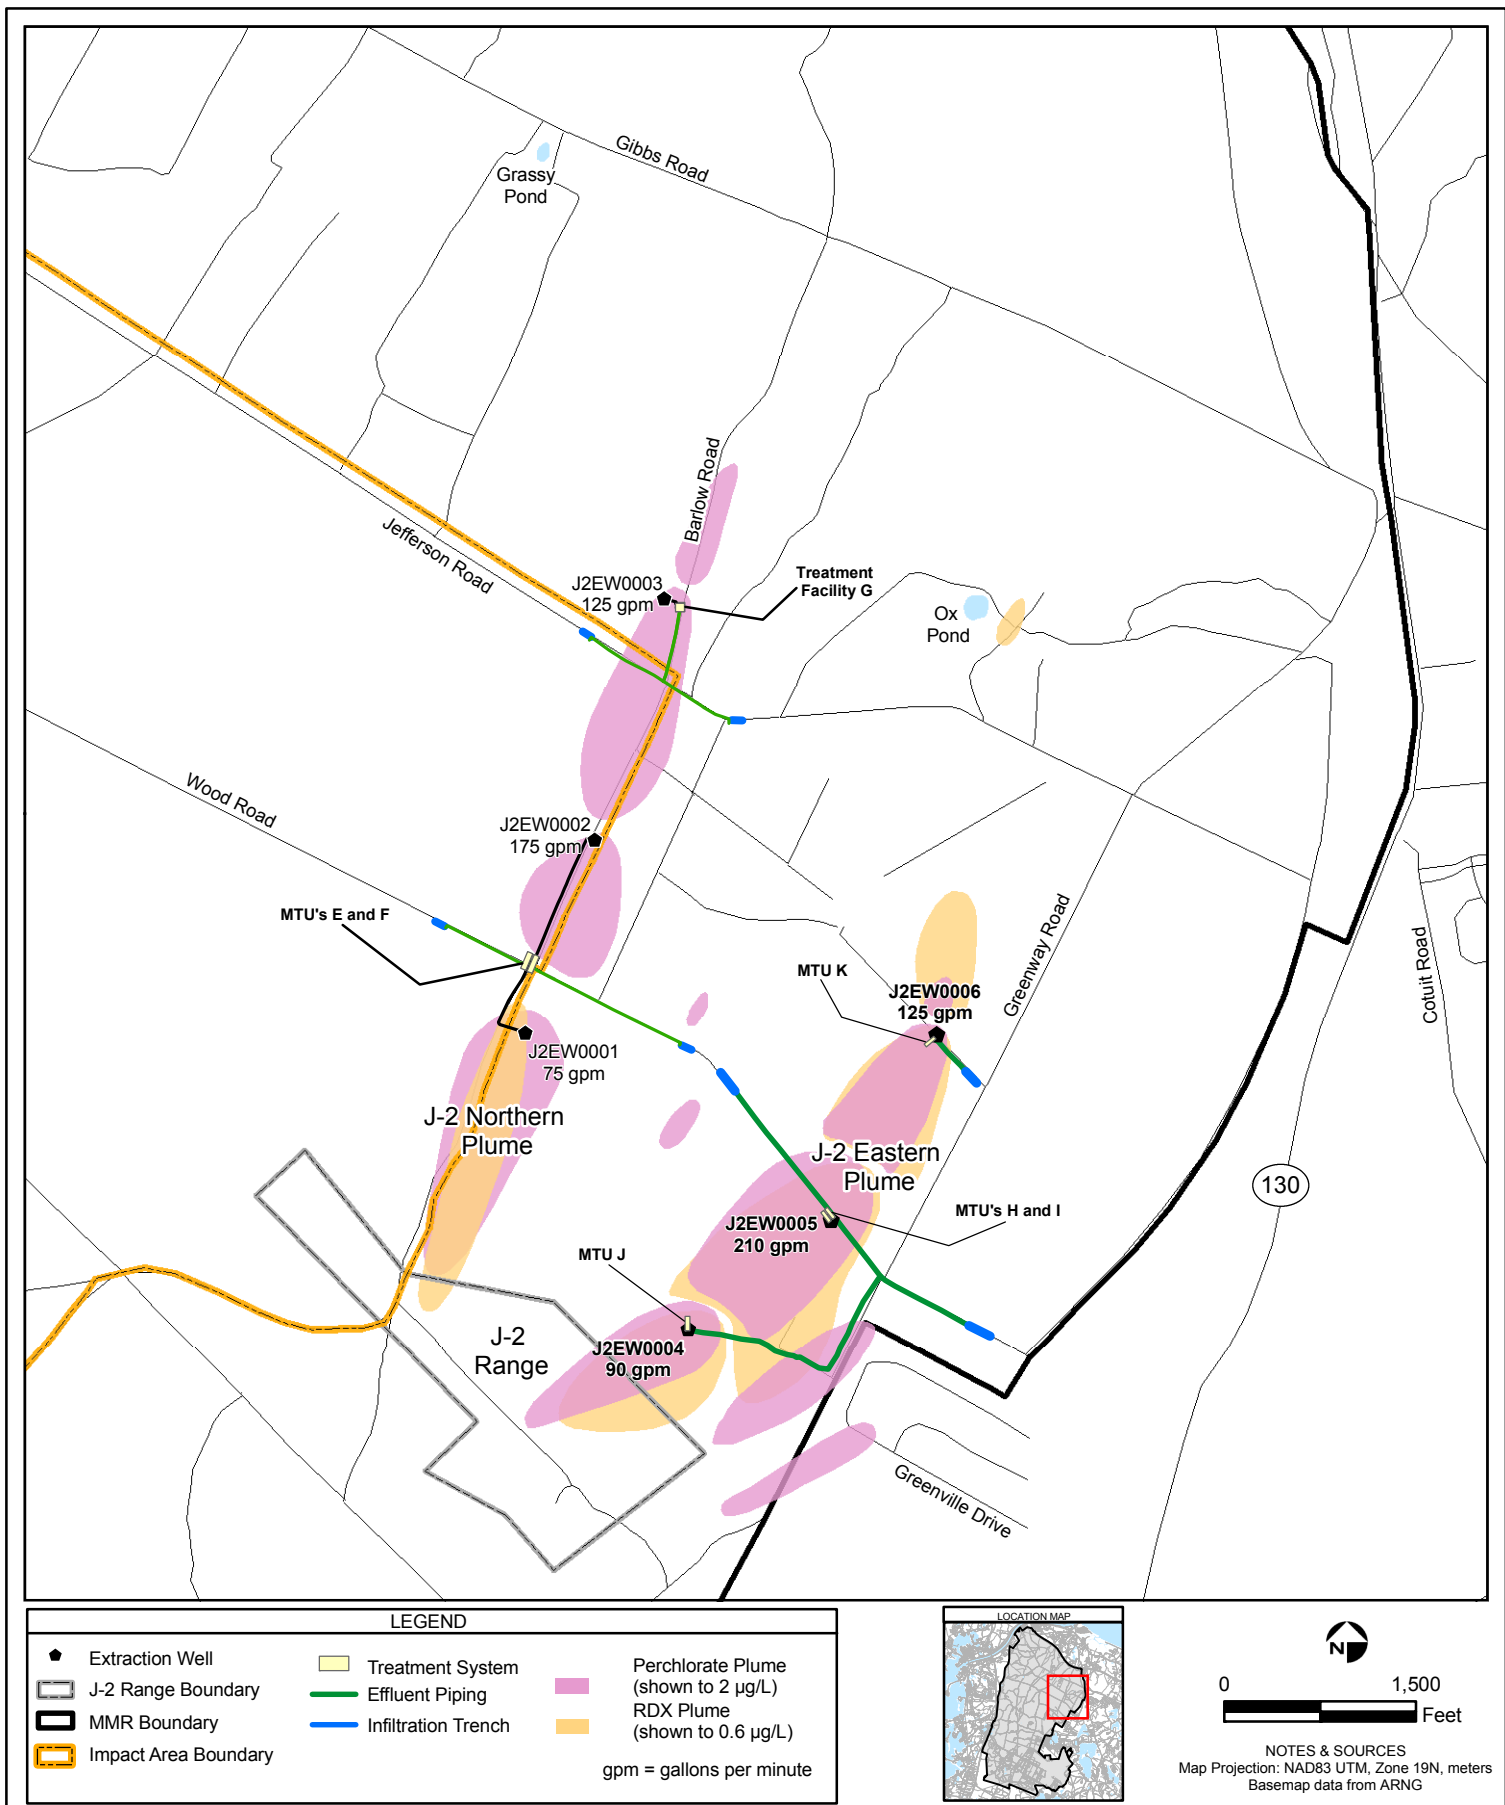 Gibbs Road
Grassy
Pond
Barlow Road
Jefferson Road
J2EW0003
125 gpm
Treatment
Facility G
Ox
Pond
Wood Road
J2EW0002
175 gpm
MTU's E and F
MTU K
J2EW0006
125 gpm
Greenway Road
Cotuit Road
J2EW0001
75 gpm
J-2 Northern
Plume
J-2 Eastern
Plume
130
MTU's H and I
J2EW0005
210 gpm
MTU J
J-2
Range
J2EW0004
90 gpm
Greenville Drive
LEGEND
Extraction Well
J-2 Range Boundary
MMR Boundary
Impact Area Boundary
Treatment System
Effluent Piping
Infiltration Trench
Perchlorate Plume
(shown to 2 µg/L)
RDX Plume
(shown to 0.6 µg/L)
gpm = gallons per minute
LOCATION MAP
N
0 1,500
Feet
NOTES & SOURCES
Map Projection: NAD83 UTM, Zone 19N, meters
Basemap data from ARNG